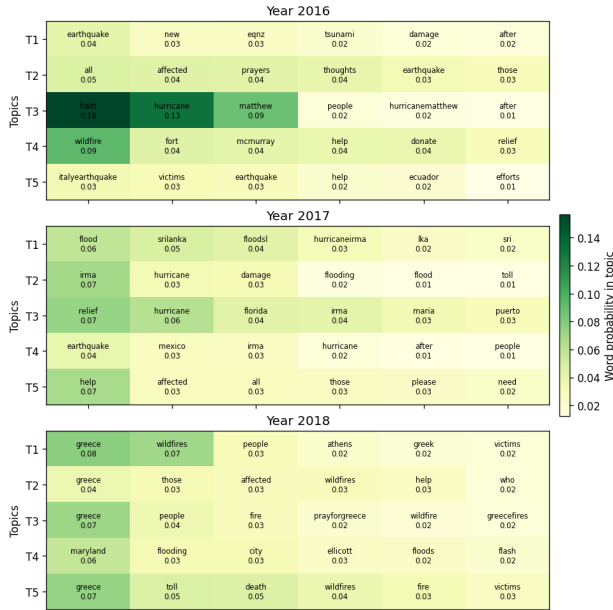 Year 2016
Topics
T1 earthquake new eqnz tsunami damage after
0.04 0.03 0.03 0.02 0.02 0.02
T2 all affected prayers thoughts earthquake those
0.05 0.04 0.04 0.04 0.03 0.03
T3 haiti hurricane matthew people hurricanematthew after
0.16 0.13 0.09 0.02 0.02 0.01
T4 wildfire fort mcmurray help donate relief
0.09 0.04 0.04 0.04 0.04 0.03
T5 italyearthquake victims earthquake help ecuador efforts
0.03 0.03 0.03 0.02 0.02 0.01
Year 2017
Topics
T1 flood srilanka floodsl hurricaneirma lka sri
0.06 0.05 0.04 0.03 0.02 0.02
T2 irma hurricane damage flooding flood toll
0.07 0.03 0.03 0.02 0.01 0.01
T3 relief hurricane florida irma maria puerto
0.07 0.06 0.04 0.04 0.03 0.03
T4 earthquake mexico irma hurricane after people
0.04 0.03 0.03 0.02 0.01 0.01
T5 help affected all those please need
0.07 0.03 0.03 0.03 0.03 0.02
Year 2018
Topics
T1 greece wildfires people athens greek victims
0.08 0.07 0.03 0.02 0.02 0.02
T2 greece those affected wildfires help who
0.04 0.03 0.03 0.03 0.03 0.02
T3 greece people fire prayforgreece wildfire greecefires
0.07 0.04 0.03 0.02 0.02 0.02
T4 maryland flooding city ellicott floods flash
0.06 0.03 0.03 0.03 0.02 0.02
T5 greece toll death wildfires fire victims
0.07 0.05 0.05 0.04 0.03 0.03
0.14
0.12
0.10
0.08
0.06
0.04
0.02
Word probability in topic